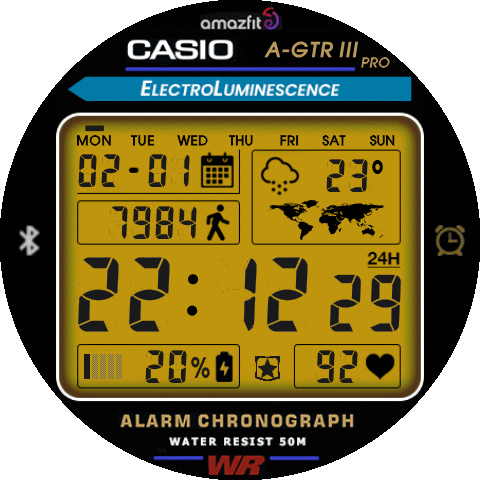 amazfit
CASIO A-GTR III PRO
ELECTROLUMINESCENCE
MON TUE WED THU FRI SAT SUN
02-01 23°
7984
24H
22:12 29
20% 92
ALARM CHRONOGRAPH
WATER RESIST 50M
WR